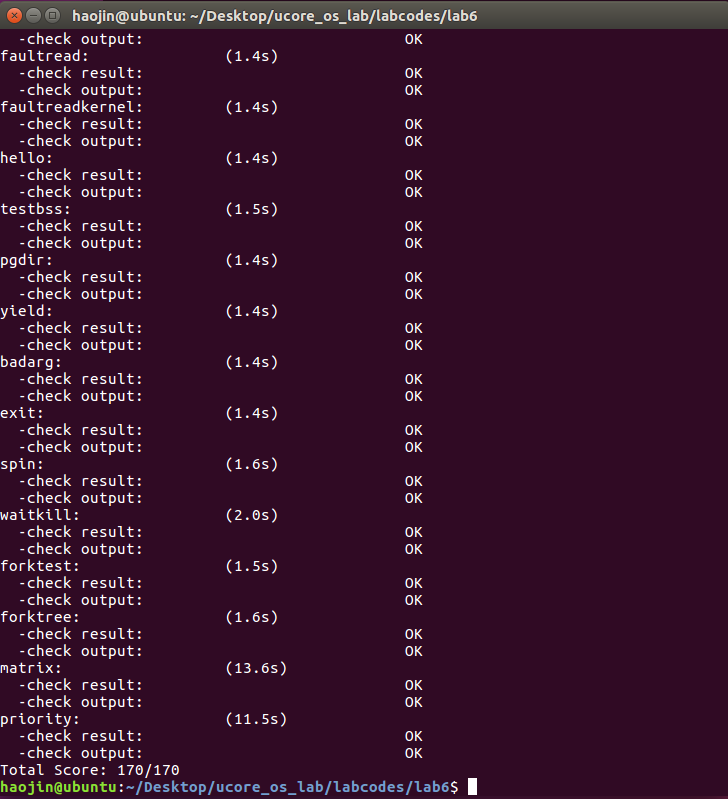 haojin@ubuntu: ~/Desktop/ucore_os_lab/labcodes/lab6
  -check output:                             OK
faultread:               (1.4s)
  -check result:                             OK
  -check output:                             OK
faultreadkernel:         (1.4s)
  -check result:                             OK
  -check output:                             OK
hello:                   (1.4s)
  -check result:                             OK
  -check output:                             OK
testbss:                 (1.5s)
  -check result:                             OK
  -check output:                             OK
pgdir:                   (1.4s)
  -check result:                             OK
  -check output:                             OK
yield:                   (1.4s)
  -check result:                             OK
  -check output:                             OK
badarg:                  (1.4s)
  -check result:                             OK
  -check output:                             OK
exit:                    (1.4s)
  -check result:                             OK
  -check output:                             OK
spin:                    (1.6s)
  -check result:                             OK
  -check output:                             OK
waitkill:                (2.0s)
  -check result:                             OK
  -check output:                             OK
forktest:                (1.5s)
  -check result:                             OK
  -check output:                             OK
forktree:                (1.6s)
  -check result:                             OK
  -check output:                             OK
matrix:                  (13.6s)
  -check result:                             OK
  -check output:                             OK
priority:                (11.5s)
  -check result:                             OK
  -check output:                             OK
Total Score: 170/170
haojin@ubuntu:~/Desktop/ucore_os_lab/labcodes/lab6$